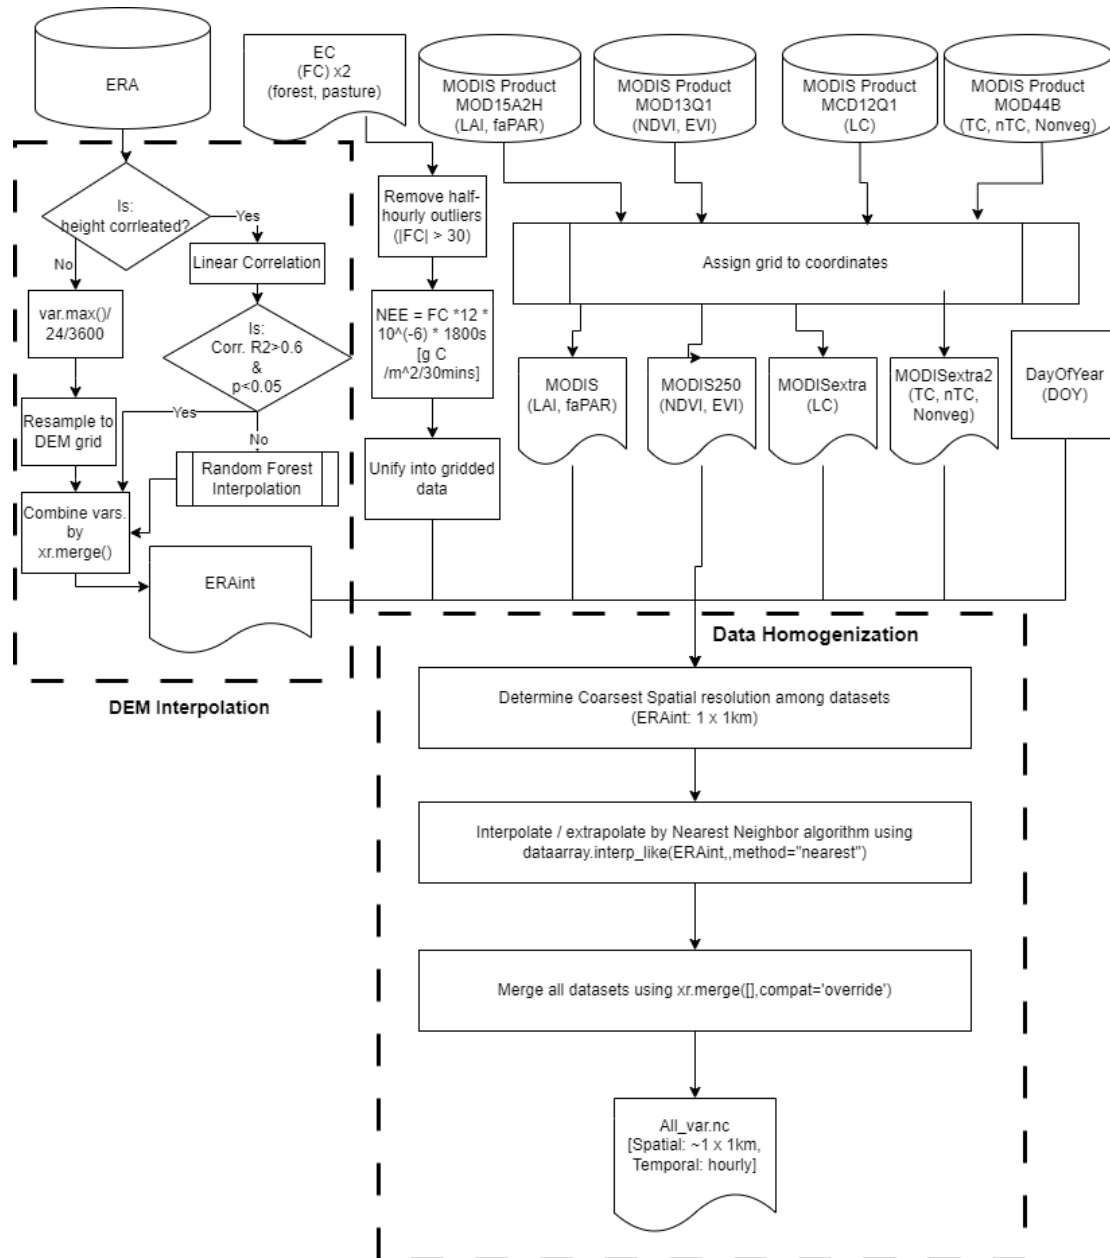 ERA
EC
(FC) x2
(forest, pasture)
MODIS Product
MOD15A2H
(LAI, faPAR)
MODIS Product
MOD13Q1
(NDVI, EVI)
MODIS Product
MCD12Q1
(LC)
MODIS Product
MOD44B
(TC, nTC, Nonveg)
Is:
height corrleated?
Yes
No
Linear Correlation
var.max()/
24/3600
Is:
Corr. R2>0.6
&
p<0.05
Yes
No
Resample to
DEM grid
Random Forest
Interpolation
Combine vars.
by
xr.merge()
ERAint
DEM Interpolation
Remove half-
hourly outliers
(|FC| > 30)
NEE = FC *12 *
10^(-6) * 1800s
[g C
/m^2/30mins]
Unify into gridded
data
Assign grid to coordinates
MODIS
(LAI, faPAR)
MODIS250
(NDVI, EVI)
MODISextra
(LC)
MODISextra2
(TC, nTC,
Nonveg)
DayOfYear
(DOY)
Data Homogenization
Determine Coarsest Spatial resolution among datasets
(ERAint: 1 x 1km)
Interpolate / extrapolate by Nearest Neighbor algorithm using
dataarray.interp_like(ERAint,,method="nearest")
Merge all datasets using xr.merge([],compat='override')
All_var.nc
[Spatial: ~1 x 1km,
Temporal: hourly]